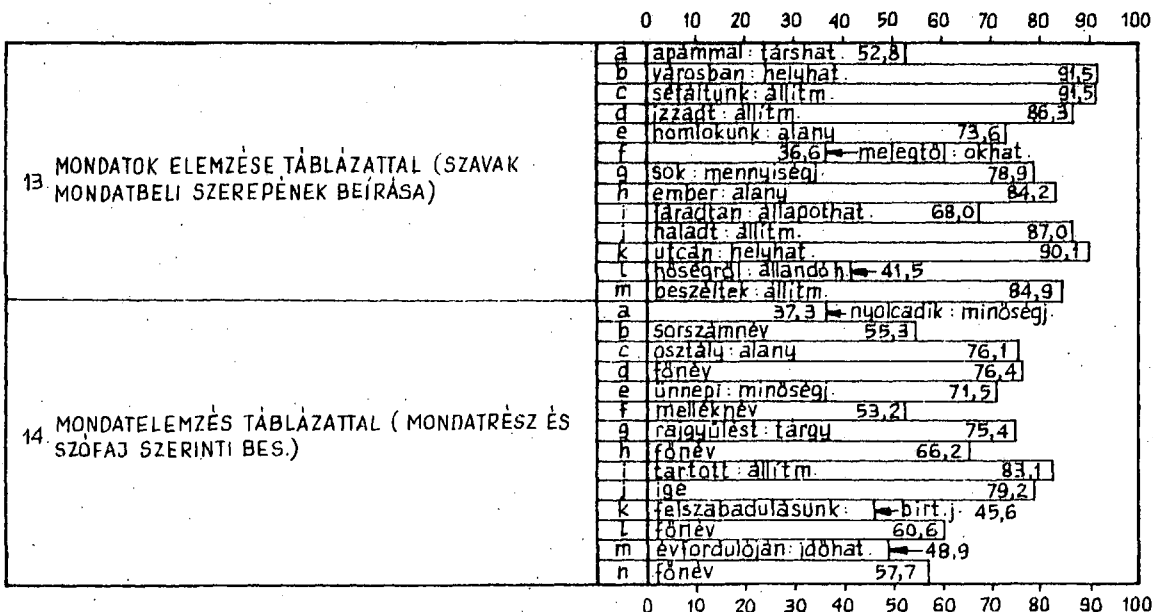 0 10 20 30 40 50 60 70 80 90 100
13. MONDATOK ELEMZÉSE TÁBLÁZATTAL (SZAVAK
MONDATBELI SZEREPÉNEK BEÍRÁSA)
a apámmal : társhat. 52,8
b városban : helyhat. 91,5
c sétáltunk : állítm. 91,5
d izzadt : állítm. 86,3
e homlokunk : alany 73,6
f 36,6 melegtől : okhat.
g sok : mennyiségj. 78,9
h ember : alany 84,2
i fáradtan : állapothat. 68,0
j haladt : állítm. 87,0
k utcán : helyhat. 90,1
l hőségről : állandó h. 41,5
m beszéltek : állítm. 84,9
14. MONDATELEMZÉS TÁBLÁZATTAL (MONDATRÉSZ ÉS
SZÓFAJ SZERINTI BES.)
a 37,3 nyolcadik : minőségj.
b sorszámnév 55,3
c osztály : alany 76,1
d főnév 76,4
e ünnepi : minőségj. 71,5
f melléknév 53,2
g rajgyűlést : tárgy 75,4
h főnév 66,2
i tartott : állítm. 83,1
j ige 79,2
k felszabadulásunk : birt.j. 45,6
l főnév 60,6
m évfordulóján : időhat. 48,9
n főnév 57,7
0 10 20 30 40 50 60 70 80 90 100